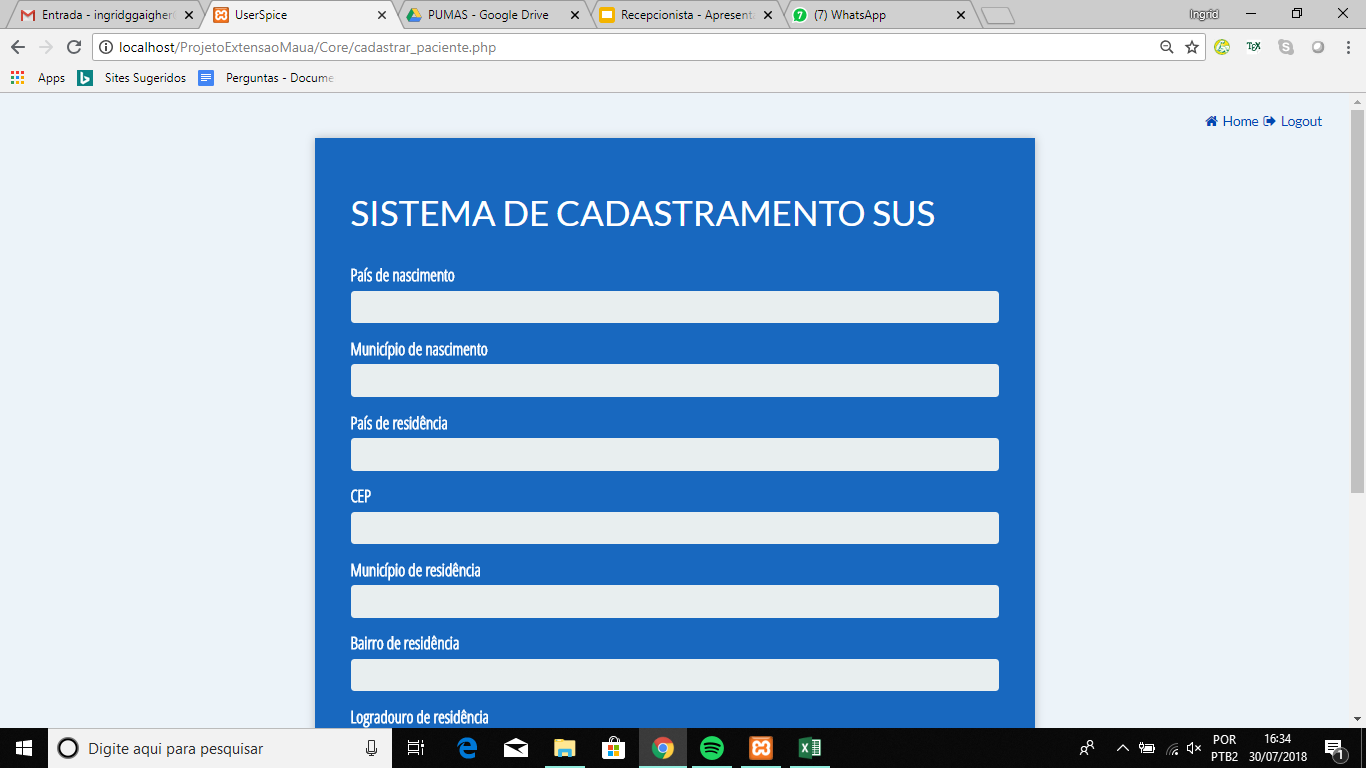 Entrada - ingridggaigher
UserSpice
PUMAS - Google Drive
Recepcionista - Apresent
(7) WhatsApp
Ingrid
localhost/ProjetoExtensaoMaua/Core/cadastrar_paciente.php
TEX
Apps
Sites Sugeridos
Perguntas - Docume
Home
Logout
SISTEMA DE CADASTRAMENTO SUS
País de nascimento
Município de nascimento
País de residência
CEP
Município de residência
Bairro de residência
Logradouro de residência
Digite aqui para pesquisar
POR
PTB2
16:34
30/07/2018
1